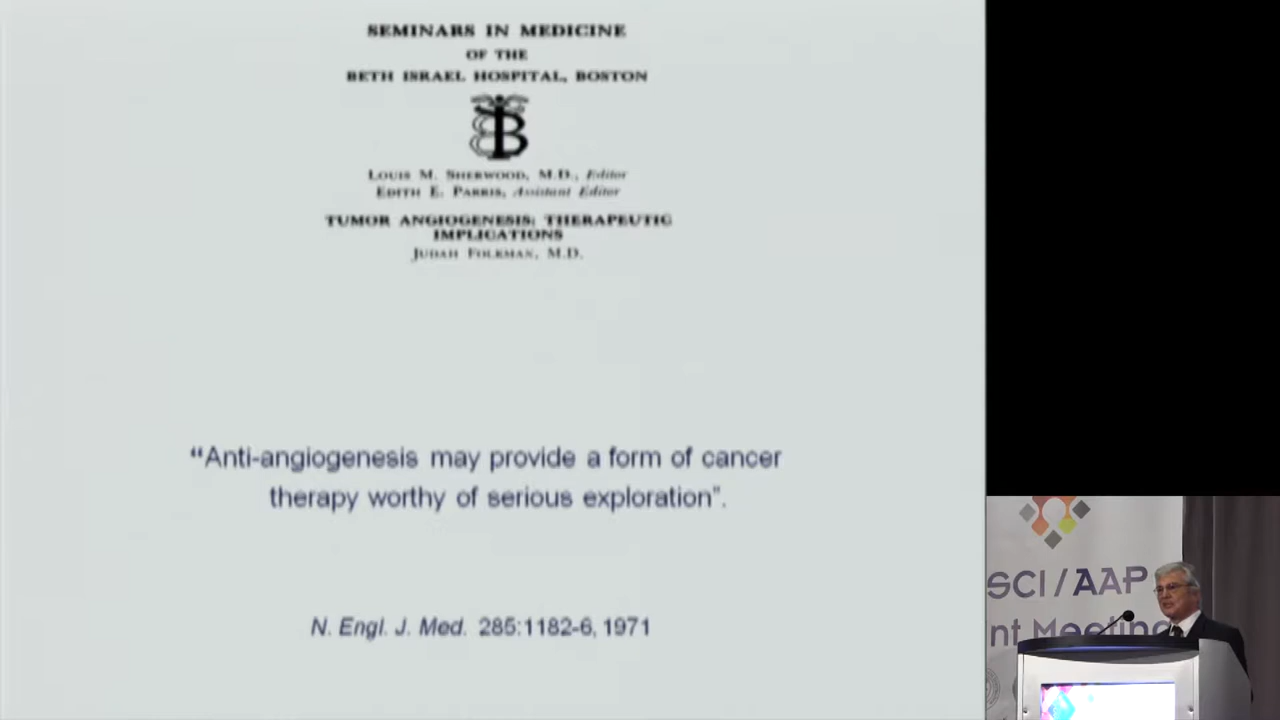 SEMINARS IN MEDICINE
OF THE
BETH ISRAEL HOSPITAL, BOSTON
LOUIS M. SHERWOOD, M.D., Editor
EDITH E. PARRIS, Assistant Editor
TUMOR ANGIOGENESIS: THERAPEUTIC
IMPLICATIONS
JUDAH FOLKMAN, M.D.
“Anti-angiogenesis may provide a form of cancer
therapy worthy of serious exploration”.
N. Engl. J. Med. 285:1182-6, 1971
SCI/AAP
nt Meeting